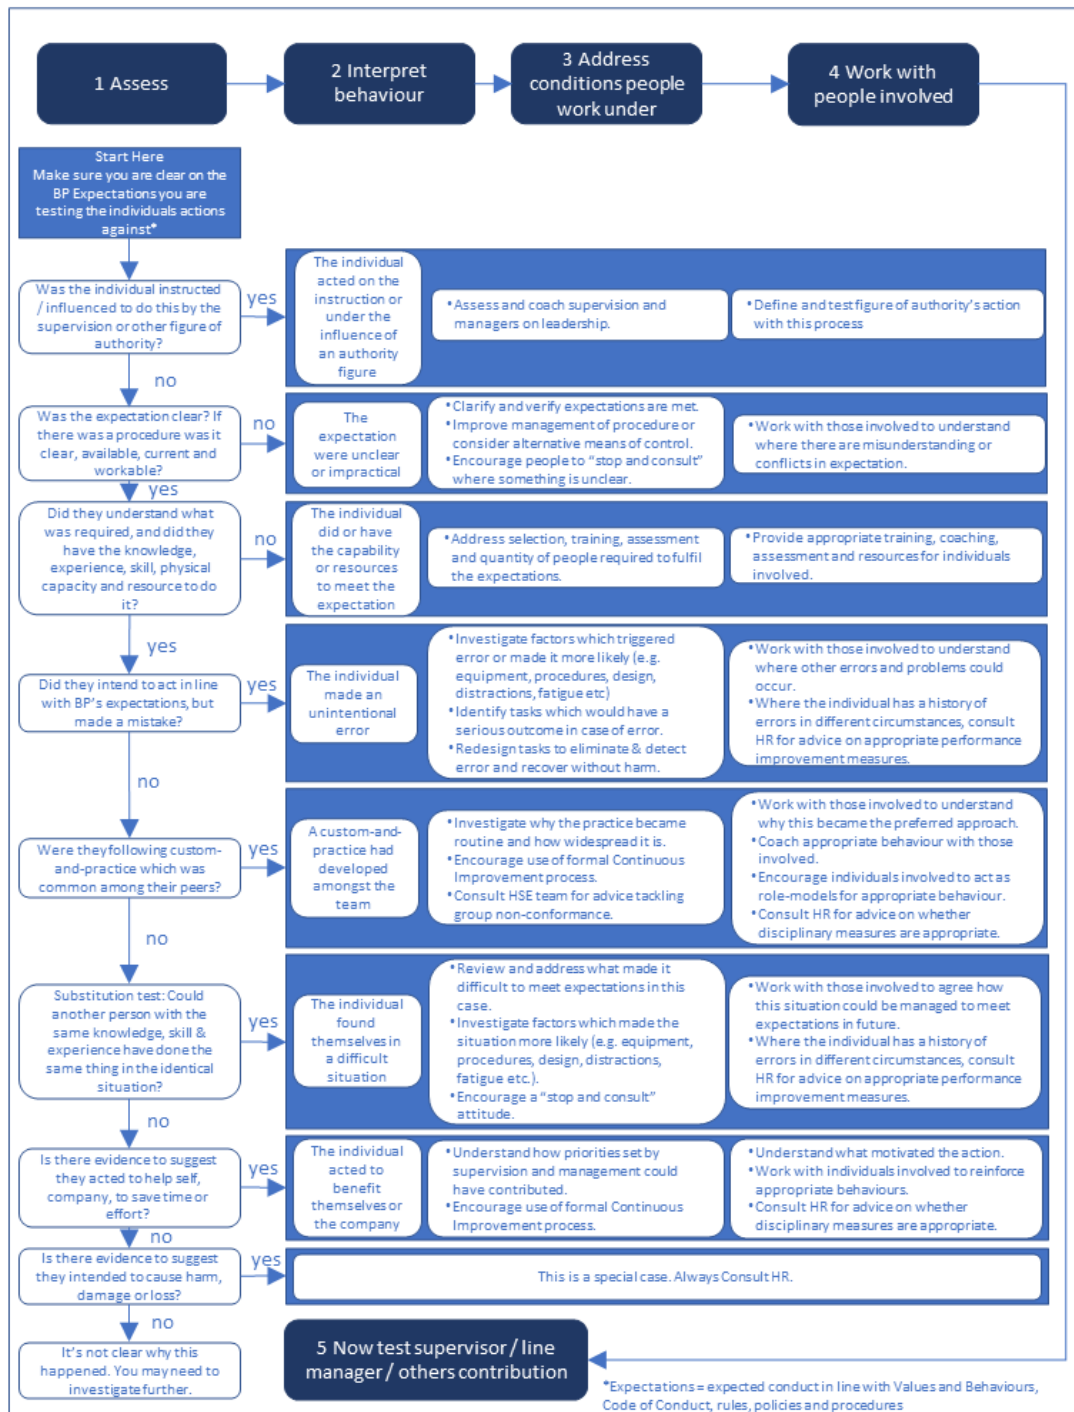 1 Assess
2 Interpret
behaviour
3 Address
conditions people
work under
4 Work with
people involved
Start Here
Make sure you are clear on the
BP Expectations you are
testing the individuals actions
against*
Was the individual instructed
/ influenced to do this by the
supervision or other figure of
authority?
yes
The individual
acted on the
instruction or
under the
influence of
an authority
figure
•Assess and coach supervision and
managers on leadership.
•Define and test figure of authority's action
with this process
no
Was the expectation clear? If
there was a procedure was it
clear, available, current and
workable?
no
The
expectation
were unclear
or impractical
•Clarify and verify expectations are met.
•Improve management of procedure or
consider alternative means of control.
•Encourage people to “stop and consult”
where something is unclear.
•Work with those involved to understand
where there are misunderstanding or
conflicts in expectation.
yes
Did they understand what
was required, and did they
have the knowledge,
experience, skill, physical
capacity and resource to do
it?
no
The individual
did or have
the capability
or resources
to meet the
expectation
•Address selection, training, assessment
and quantity of people required to fulfil
the expectations.
•Provide appropriate training, coaching,
assessment and resources for individuals
involved.
yes
Did they intend to act in line
with BP's expectations, but
made a mistake?
yes
The individual
made an
unintentional
error
•Investigate factors which triggered
error or made it more likely (e.g.
equipment, procedures, design,
distractions, fatigue etc)
•Identify tasks which would have a
serious outcome in case of error.
•Redesign tasks to eliminate & detect
error and recover without harm.
•Work with those involved to understand
where other errors and problems could
occur.
•Where the individual has a history of
errors in different circumstances, consult
HR for advice on appropriate performance
improvement measures.
no
Were they following custom-
and-practice which was
common among their peers?
yes
A custom-and-
practice had
developed
amongst the
team
•Investigate why the practice became
routine and how widespread it is.
•Encourage use of formal Continuous
Improvement process.
•Consult HSE team for advice tackling
group non-conformance.
•Work with those involved to understand
why this became the preferred approach.
•Coach appropriate behaviour with those
involved.
•Encourage individuals involved to act as
role-models for appropriate behaviour.
•Consult HR for advice on whether
disciplinary measures are appropriate.
no
Substitution test: Could
another person with the
same knowledge, skill &
experience have done the
same thing in the identical
situation?
yes
The individual
found
themselves in
a difficult
situation
•Review and address what made it
difficult to meet expectations in this
case.
•Investigate factors which made the
situation more likely (e.g. equipment,
procedures, design, distractions,
fatigue etc.).
•Encourage a “stop and consult”
attitude.
•Work with those involved to agree how
this situation could be managed to meet
expectations in future.
•Where the individual has a history of
errors in different circumstances, consult
HR for advice on appropriate performance
improvement measures.
no
Is there evidence to suggest
they acted to help self,
company, to save time or
effort?
yes
The individual
acted to
benefit
themselves or
the company
•Understand how priorities set by
supervision and management could
have contributed.
•Encourage use of formal Continuous
Improvement process.
•Understand what motivated the action.
•Work with individuals involved to reinforce
appropriate behaviours.
•Consult HR for advice on whether
disciplinary measures are appropriate.
no
Is there evidence to suggest
they intended to cause harm,
damage or loss?
yes
This is a special case. Always Consult HR.
no
It's not clear why this
happened. You may need to
investigate further.
5 Now test supervisor / line
manager / others contribution
*Expectations = expected conduct in line with Values and Behaviours,
Code of Conduct, rules, policies and procedures